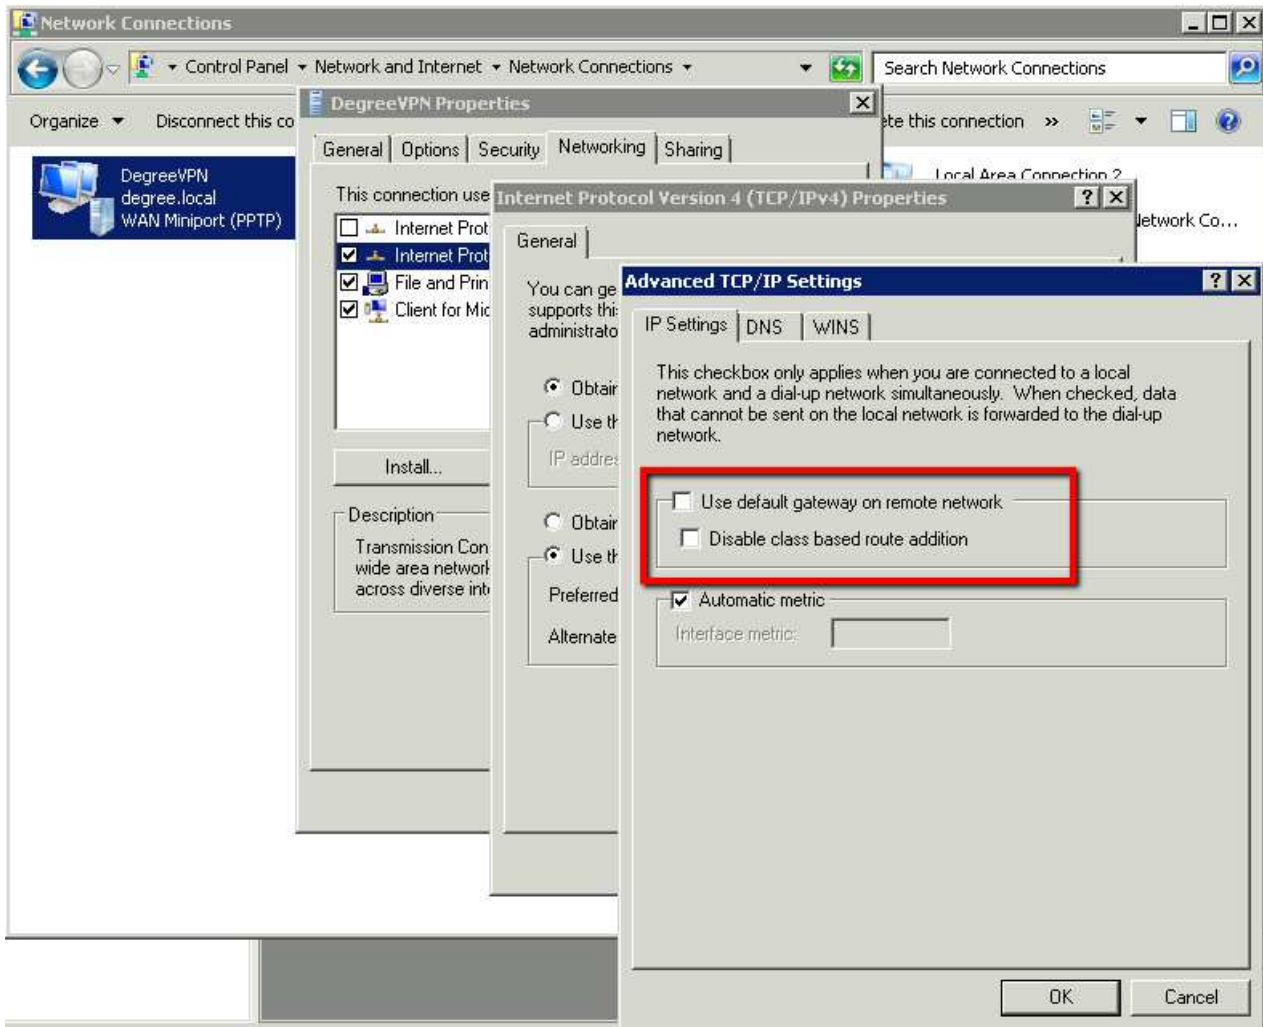 Network Connections
Control Panel Network and Internet Network Connections
Search Network Connections
Organize Disconnect this co
ete this connection »
DegreeVPN
degree.local
WAN Miniport (PPTP)
Local Area Connection 2
Network Co...
DegreeVPN Properties
General Options Security Networking Sharing
This connection use
Internet Prot
Internet Prot
File and Prin
Client for Mic
Install...
Description
Transmission Con
wide area network
across diverse int
Internet Protocol Version 4 (TCP/IPv4) Properties
General
You can ge
supports thi
administrato
Obtain
Use th
IP addres
Obtain
Use th
Preferred
Alternate
Advanced TCP/IP Settings
IP Settings DNS WINS
This checkbox only applies when you are connected to a local
network and a dial-up network simultaneously. When checked, data
that cannot be sent on the local network is forwarded to the dial-up
network.
Use default gateway on remote network
Disable class based route addition
Automatic metric
Interface metric:
OK Cancel